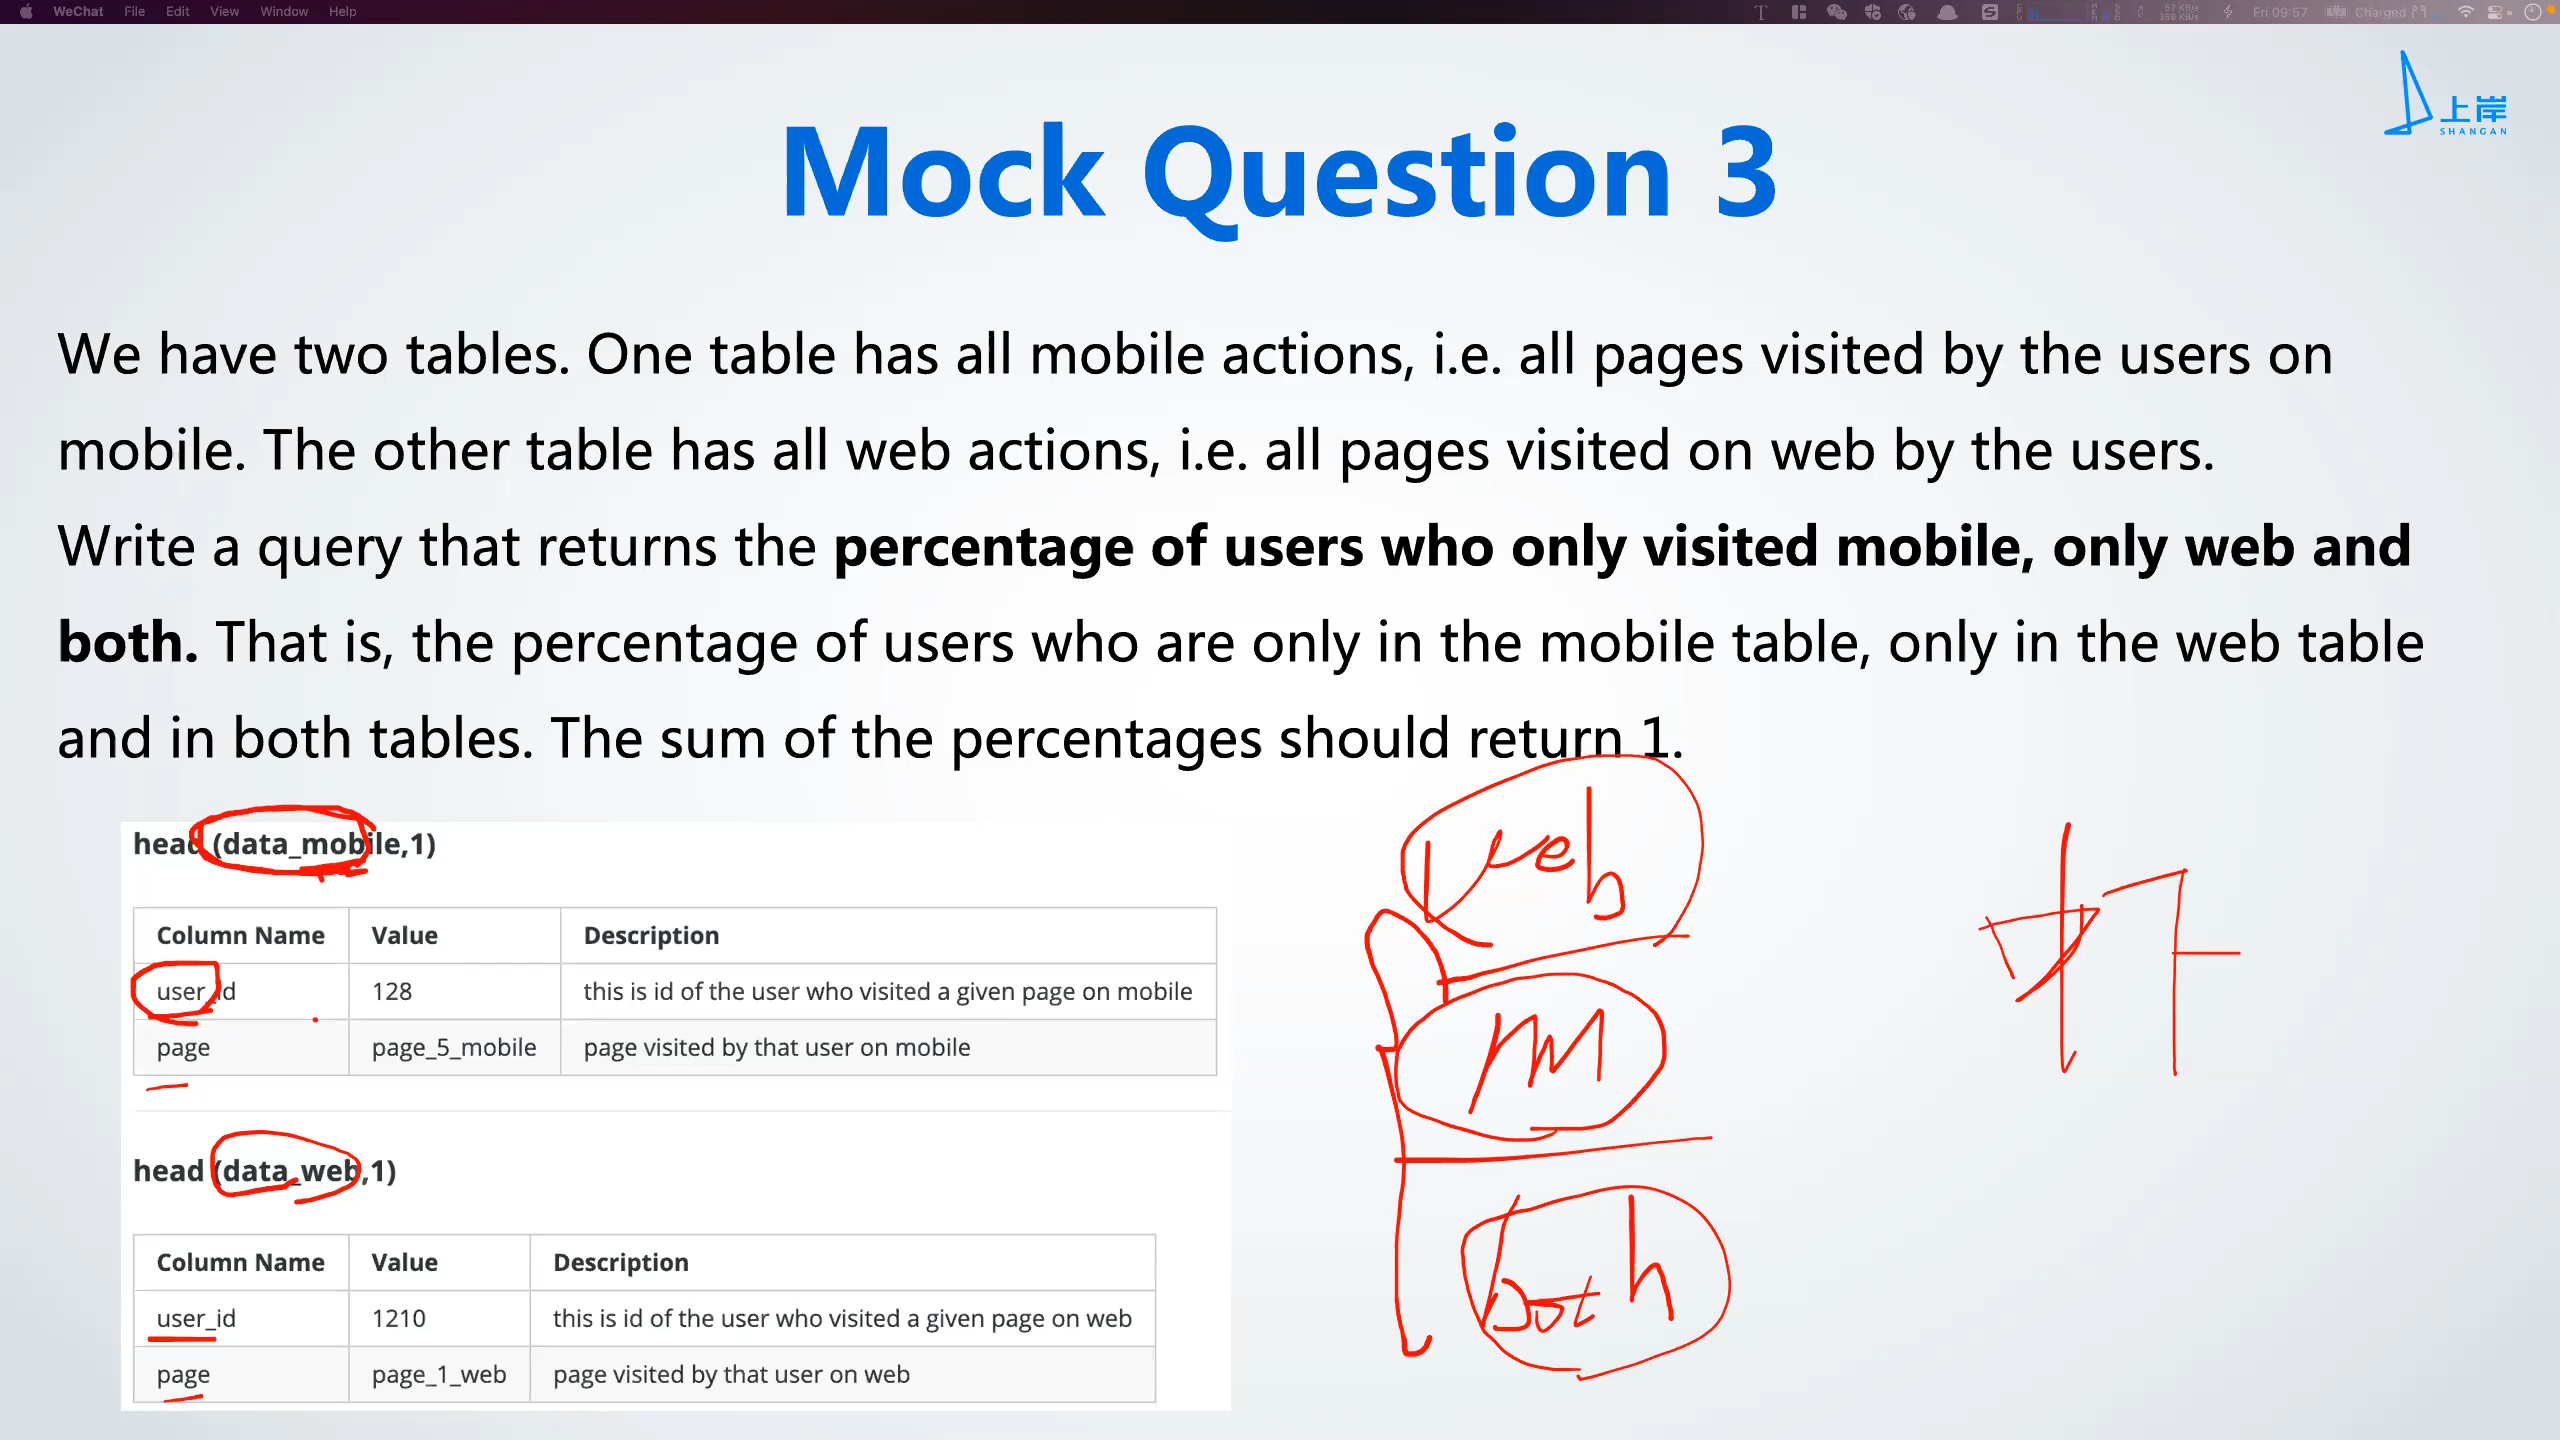 WeChat File Edit View Window Help
57 KB/s
356 KB/s
Fri 09:57
Charged
上岸
SHANGAN
Mock Question 3
We have two tables. One table has all mobile actions, i.e. all pages visited by the users on
mobile. The other table has all web actions, i.e. all pages visited on web by the users.
Write a query that returns the percentage of users who only visited mobile, only web and
both. That is, the percentage of users who are only in the mobile table, only in the web table
and in both tables. The sum of the percentages should return 1.
head (data_mobile,1)
Column Name Value Description
user_id 128 this is id of the user who visited a given page on mobile
page page_5_mobile page visited by that user on mobile
head (data_web,1)
Column Name Value Description
user_id 1210 this is id of the user who visited a given page on web
page page_1_web page visited by that user on web
web
M
both